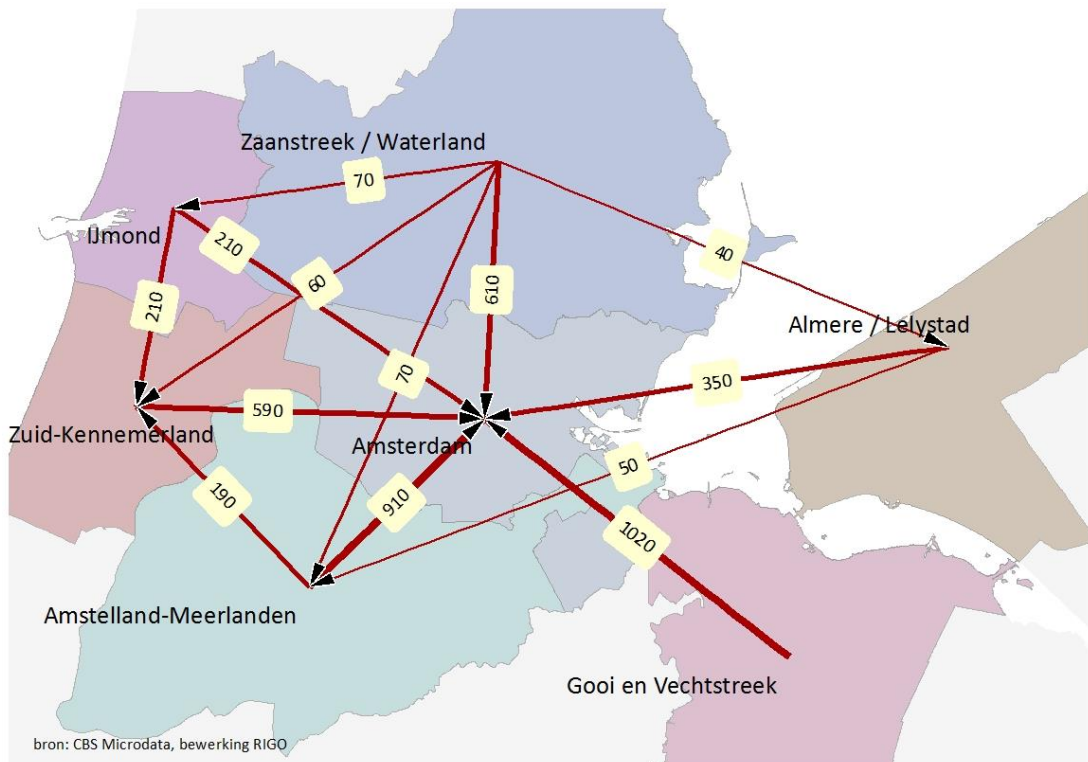 Zaanstreek / Waterland
70
IJmond
210
40
60
610
210
Almere / Lelystad
70
350
590
Zuid-Kennemerland
Amsterdam
50
190
910
1020
Amstelland-Meerlanden
Gooi en Vechtstreek
bron: CBS Microdata, bewerking RIGO